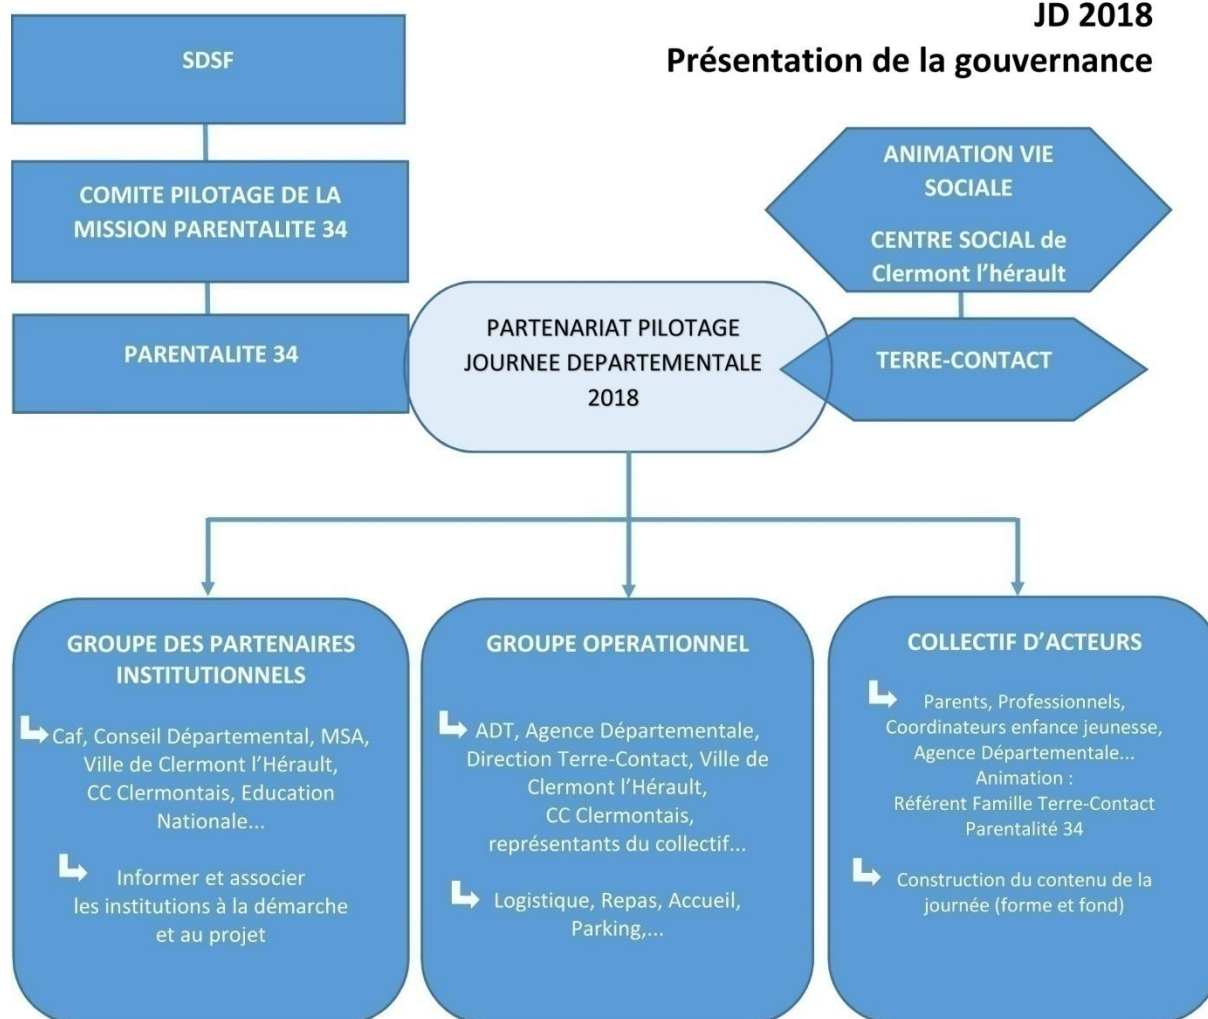 JD 2018
Présentation de la gouvernance
SDSF
COMITE PILOTAGE DE LA
MISSION PARENTALITE 34
PARENTALITE 34
PARTENARIAT PILOTAGE
JOURNEE DEPARTEMENTALE
2018
ANIMATION VIE
SOCIALE
CENTRE SOCIAL de
Clermont l’hérault
TERRE-CONTACT
GROUPE DES PARTENAIRES
INSTITUTIONNELS
Caf, Conseil Départemental, MSA,
Ville de Clermont l’Hérault,
CC Clermontais, Education
Nationale...
Informer et associer
les institutions à la démarche
et au projet
GROUPE OPERATIONNEL
ADT, Agence Départementale,
Direction Terre-Contact, Ville de
Clermont l’Hérault,
CC Clermontais,
représentants du collectif...
Logistique, Repas, Accueil,
Parking,...
COLLECTIF D’ACTEURS
Parents, Professionnels,
Coordinateurs enfance jeunesse,
Agence Départementale...
Animation :
Référent Famille Terre-Contact
Parentalité 34
Construction du contenu de la
journée (forme et fond)